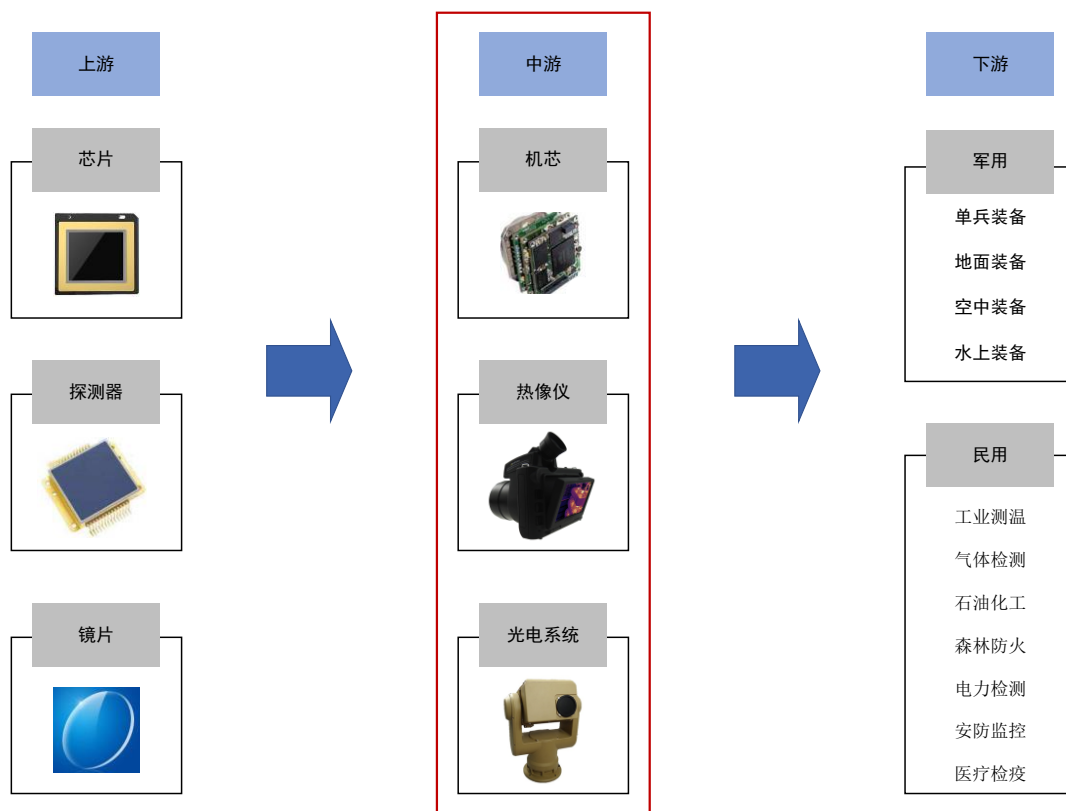 上游
中游
下游
芯片
机芯
军用
单兵装备
地面装备
空中装备
水上装备
探测器
热像仪
民用
工业测温
气体检测
石油化工
森林防火
电力检测
安防监控
医疗检疫
镜片
光电系统